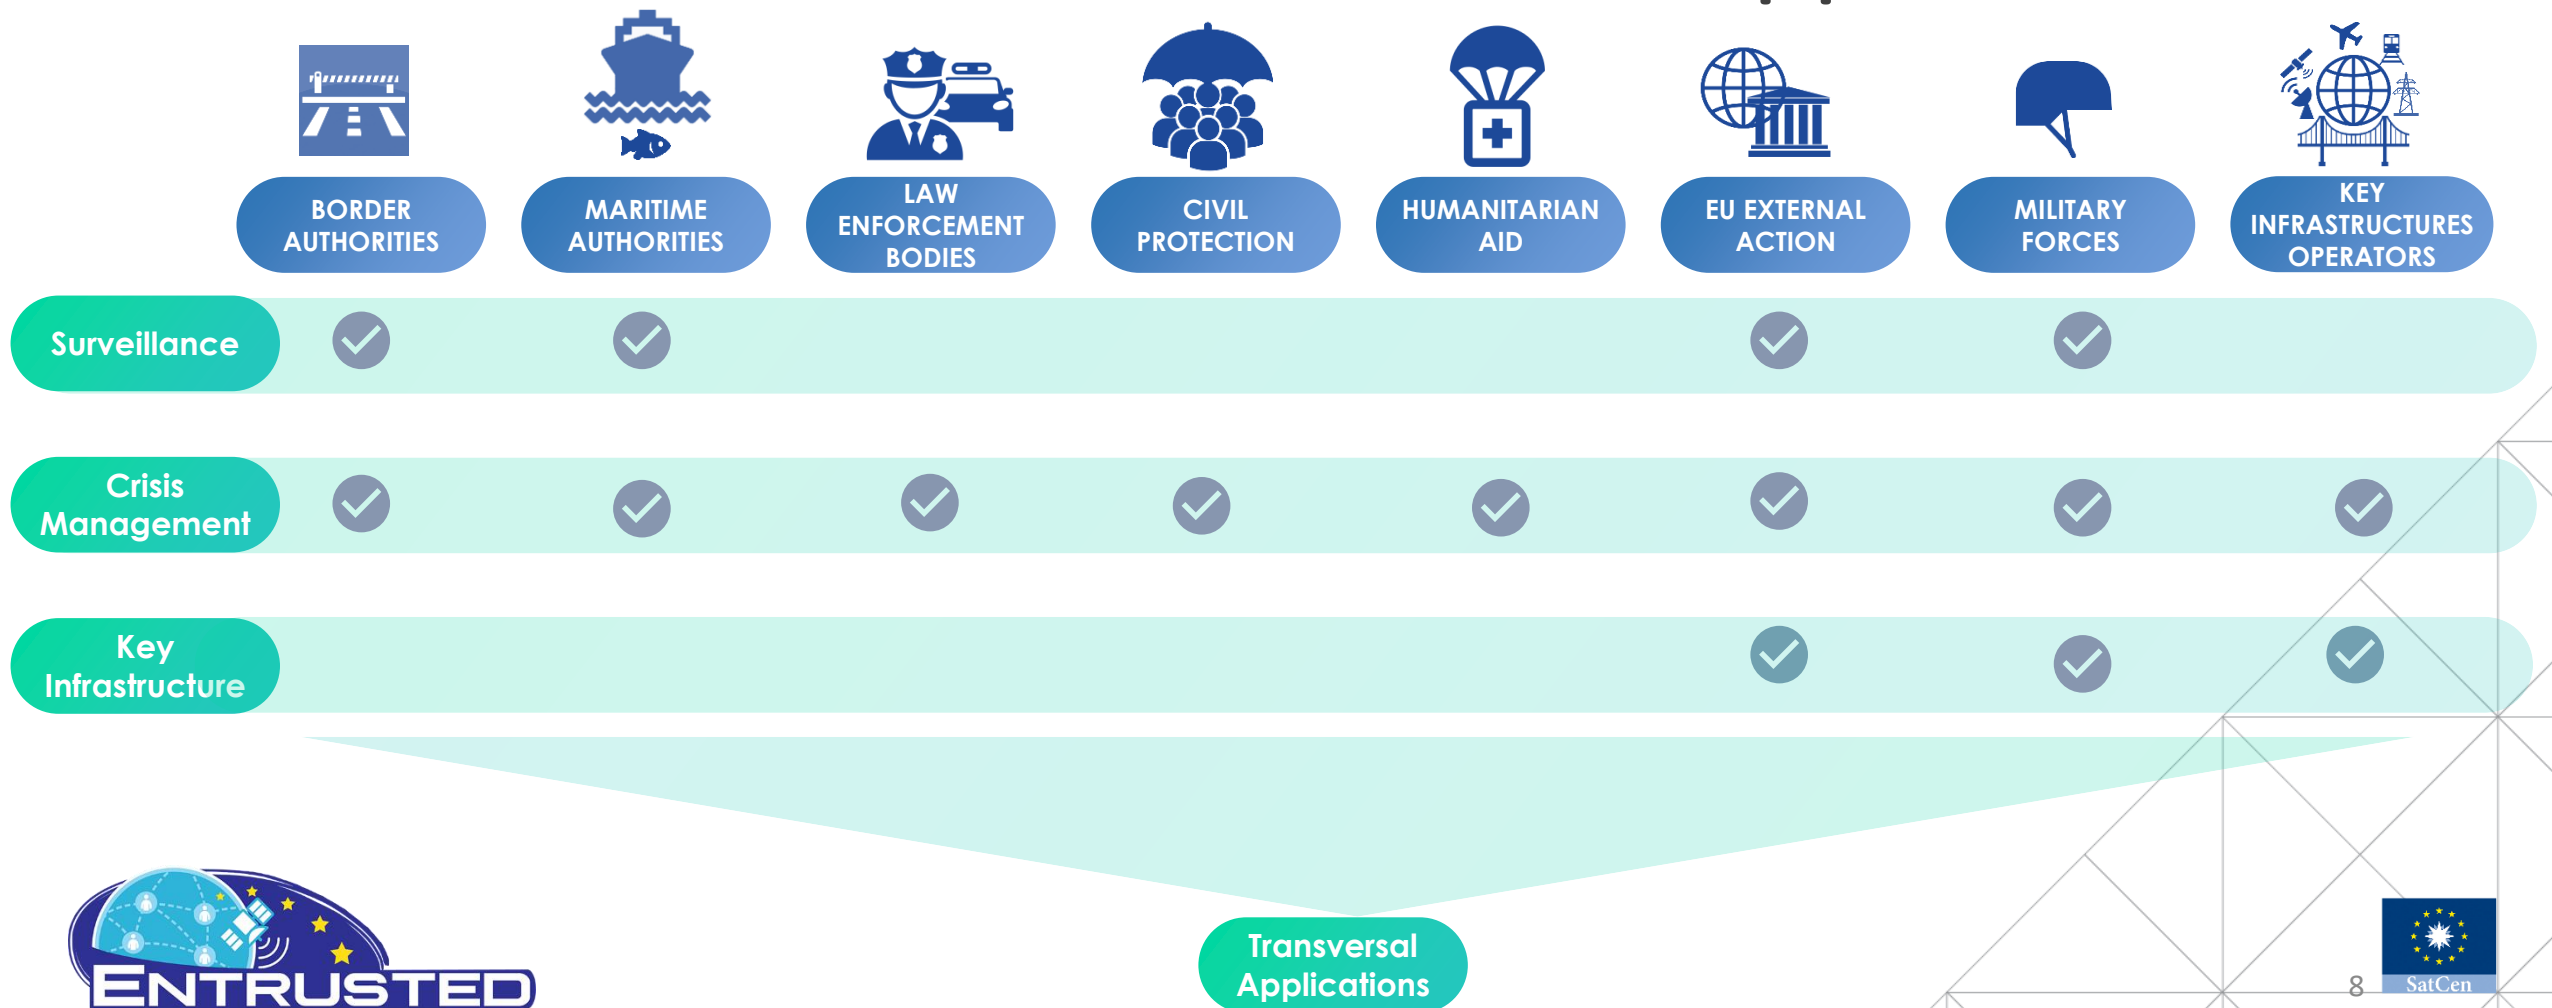 BORDER
AUTHORITIES
MARITIME
AUTHORITIES
LAW
ENFORCEMENT
BODIES
CIVIL
PROTECTION
HUMANITARIAN
AID
EU EXTERNAL
ACTION
MILITARY
FORCES
KEY
INFRASTRUCTURES
OPERATORS
Surveillance
Crisis
Management
Key
Infrastructure
Transversal
Applications
ENTRUSTED
8
SatCen